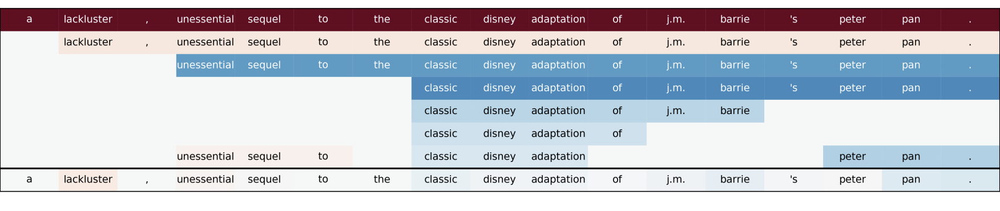 a lackluster , unessential sequel to the classic disney adaptation of j.m. barrie 's peter pan .
lackluster , unessential sequel to the classic disney adaptation of j.m. barrie 's peter pan .
unessential sequel to the classic disney adaptation of j.m. barrie 's peter pan .
classic disney adaptation of j.m. barrie 's peter pan .
classic disney adaptation of j.m. barrie
classic disney adaptation of
unessential sequel to classic disney adaptation peter pan .
a lackluster , unessential sequel to the classic disney adaptation of j.m. barrie 's peter pan .